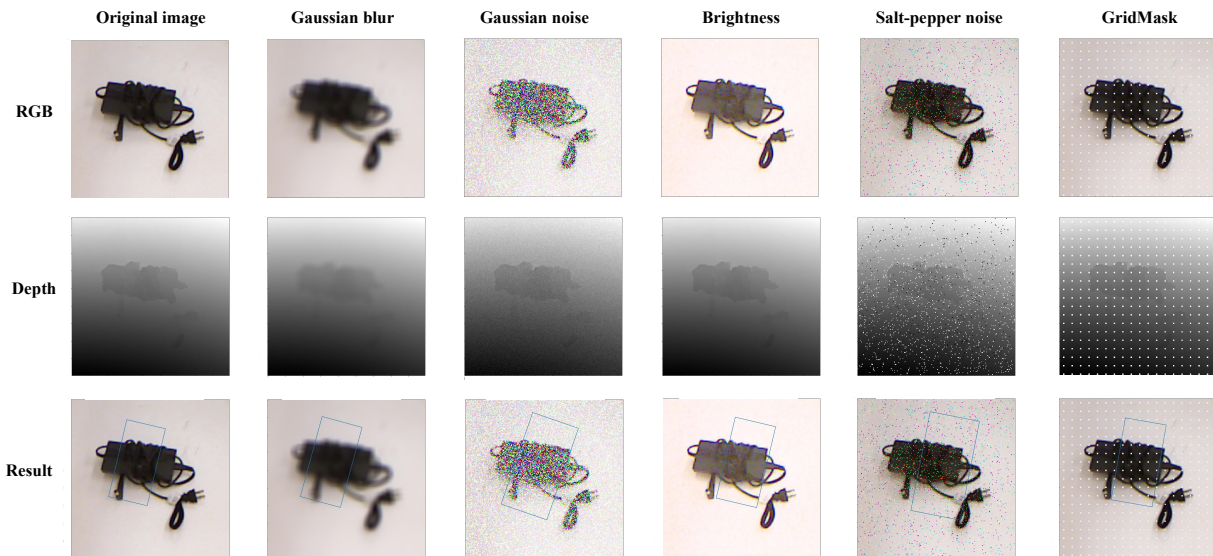 Original image Gaussian blur Gaussian noise Brightness Salt-pepper noise GridMask
RGB
Depth
Result